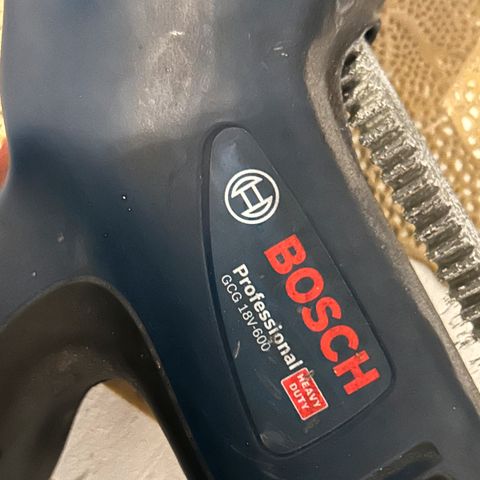 BOSCH
Professional
GCG 18V-600
HEAVY
DUTY